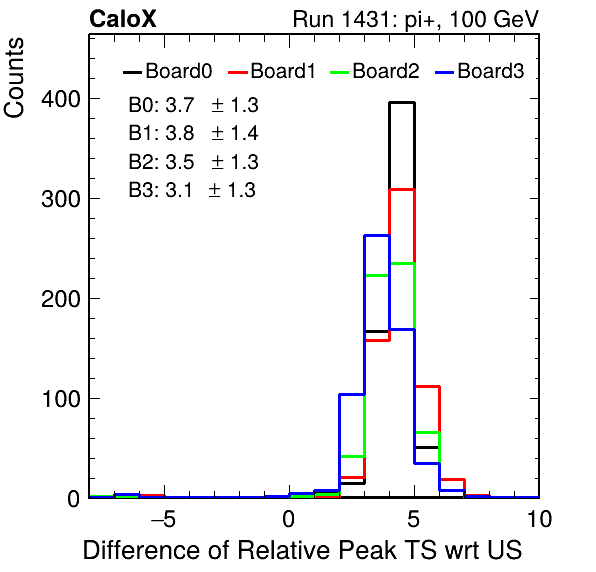 CaloX Run 1431: pi+, 100 GeV
Counts
Board0 Board1 Board2 Board3
B0: 3.7 ± 1.3
B1: 3.8 ± 1.4
B2: 3.5 ± 1.3
B3: 3.1 ± 1.3
400
300
200
100
0
−5 0 5 10
Difference of Relative Peak TS wrt US